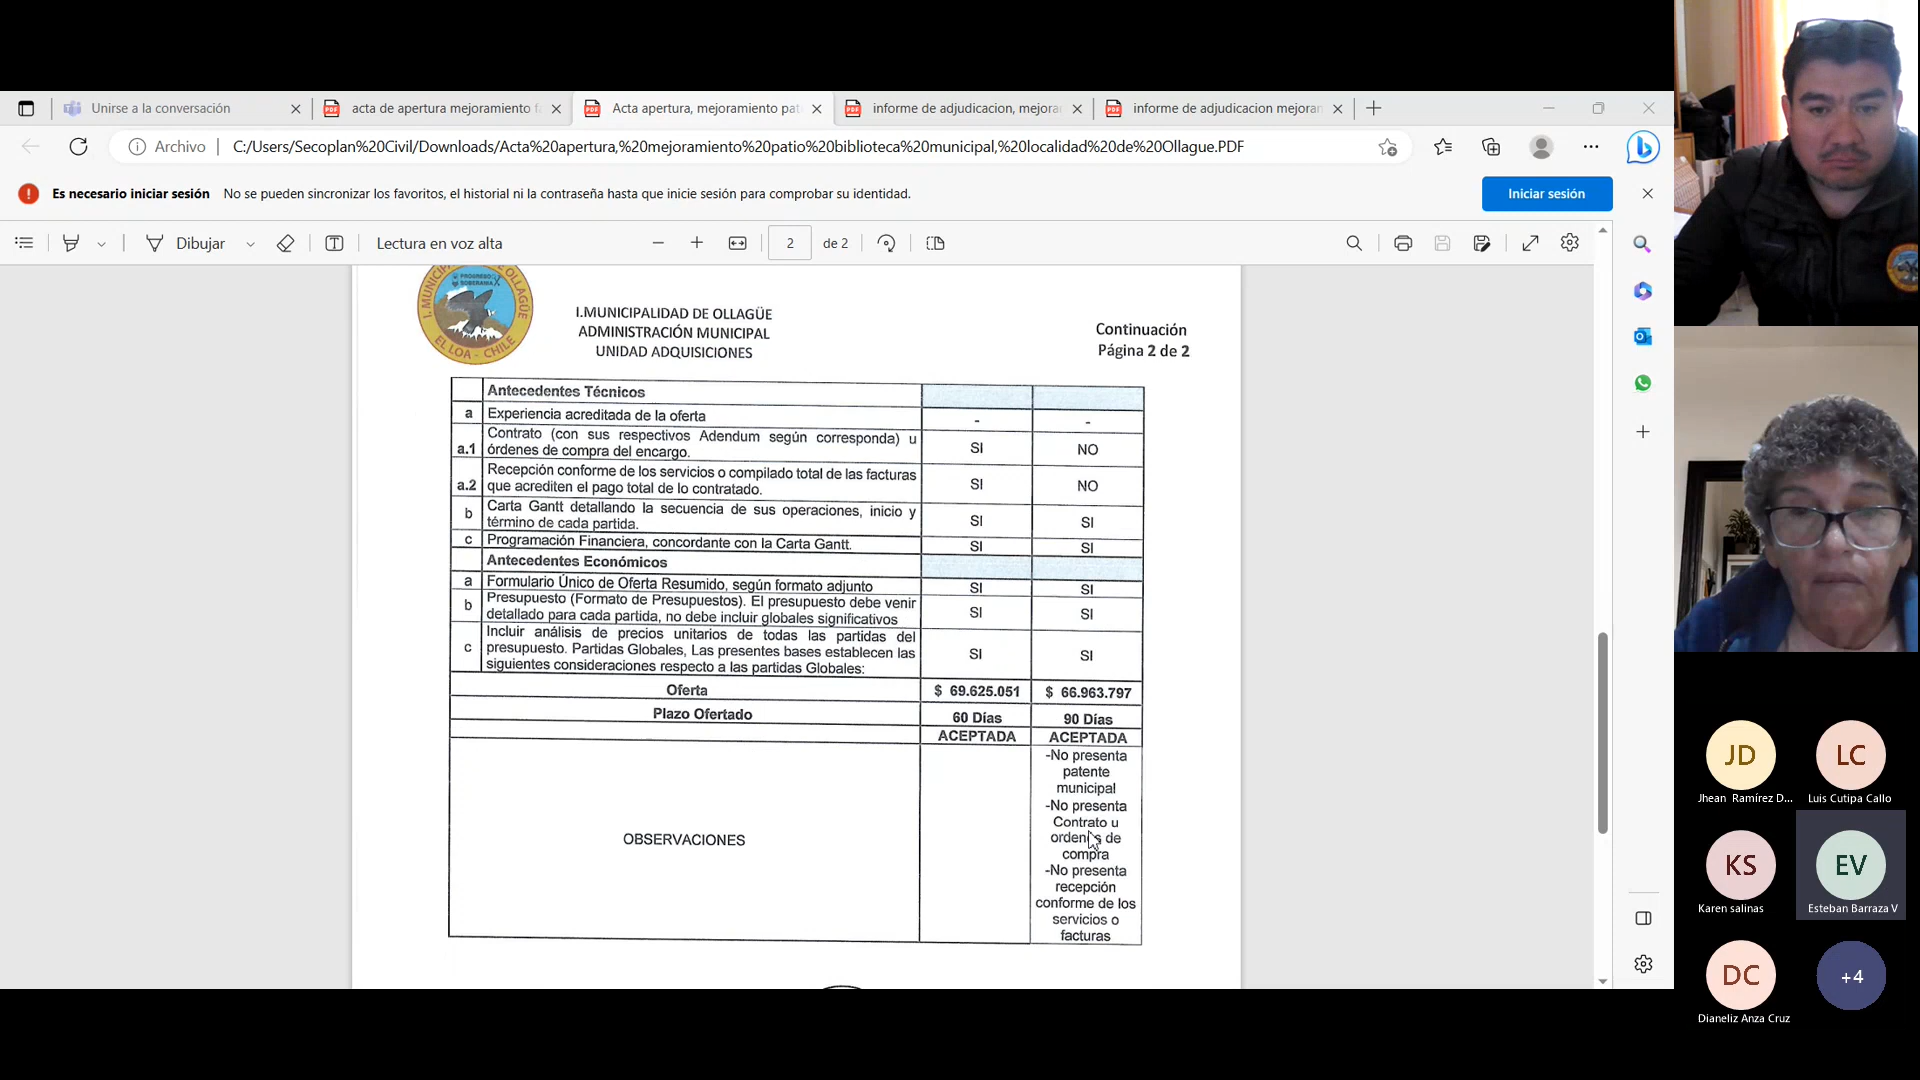 Unirse a la conversación
acta de apertura mejoramiento f
Acta apertura, mejoramiento pat
informe de adjudicacion, mejora
informe de adjudicacion mejoran
Archivo
C:/Users/Secoplan%20Civil/Downloads/Acta%20apertura,%20mejoramiento%20patio%20biblioteca%20municipal,%20localidad%20de%20Ollague.PDF
Es necesario iniciar sesión No se pueden sincronizar los favoritos, el historial ni la contraseña hasta que inicie sesión para comprobar su identidad.
Iniciar sesión
Dibujar
Lectura en voz alta
2 de 2
PROGRESO
SOBERANIA
EL LOA - CHILE
I.MUNICIPALIDAD DE OLLAGÜE
ADMINISTRACIÓN MUNICIPAL
UNIDAD ADQUISICIONES
Continuación
Página 2 de 2
Antecedentes Técnicos
a Experiencia acreditada de la oferta - -
Contrato (con sus respectivos Adendum según corresponda) u
a.1 órdenes de compra del encargo. SI NO
Recepción conforme de los servicios o compilado total de las facturas
a.2 que acrediten el pago total de lo contratado. SI NO
b Carta Gantt detallando la secuencia de sus operaciones, inicio y
término de cada partida. SI SI
c Programación Financiera, concordante con la Carta Gantt. SI SI
Antecedentes Económicos
a Formulario Único de Oferta Resumido, según formato adjunto SI SI
b Presupuesto (Formato de Presupuestos). El presupuesto debe venir
detallado para cada partida, no debe incluir globales significativos SI SI
Incluir análisis de precios unitarios de todas las partidas del
c presupuesto. Partidas Globales, Las presentes bases establecen las SI SI
siguientes consideraciones respecto a las partidas Globales:
Oferta $ 69.625.051 $ 66.963.797
Plazo Ofertado 60 Días 90 Días
ACEPTADA ACEPTADA
OBSERVACIONES
-No presenta
patente
municipal
-No presenta
Contrato u
ordenes de
compra
-No presenta
recepción
conforme de los
servicios o
facturas
JD
Jhean Ramírez D...
LC
Luis Cutipa Callo
KS
Karen salinas
EV
Esteban Barraza V
DC
Dianeliz Anza Cruz
+4